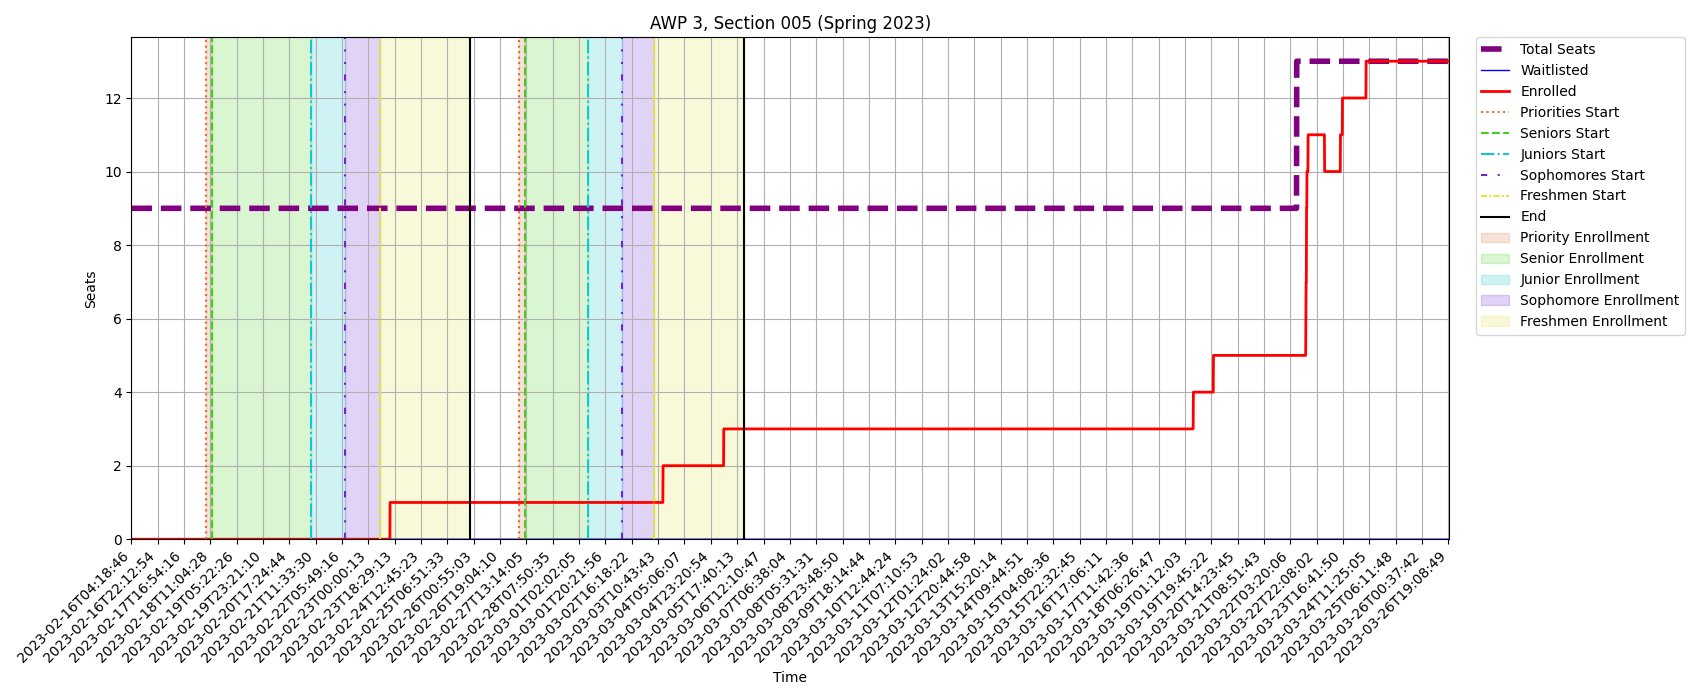 AWP 3, Section 005 (Spring 2023)
Seats
12
10
8
6
4
2
0
2023-02-16T04:18:46
2023-02-16T22:12:54
2023-02-17T16:54:16
2023-02-18T11:04:28
2023-02-19T05:22:26
2023-02-19T23:21:10
2023-02-20T17:24:44
2023-02-21T11:33:30
2023-02-22T05:49:16
2023-02-23T00:00:13
2023-02-23T18:29:13
2023-02-24T12:45:23
2023-02-25T06:51:33
2023-02-26T00:55:03
2023-02-26T19:04:10
2023-02-27T13:14:05
2023-02-28T07:50:35
2023-03-01T02:02:05
2023-03-01T20:21:56
2023-03-02T16:18:22
2023-03-03T10:43:43
2023-03-04T05:06:07
2023-03-04T23:20:54
2023-03-05T17:40:13
2023-03-06T12:10:47
2023-03-07T06:38:04
2023-03-08T05:31:31
2023-03-08T23:48:50
2023-03-09T18:14:44
2023-03-10T12:44:24
2023-03-11T07:10:53
2023-03-12T01:24:02
2023-03-12T20:44:58
2023-03-13T15:20:14
2023-03-14T09:44:51
2023-03-15T04:08:36
2023-03-15T22:32:45
2023-03-16T17:06:11
2023-03-17T11:42:36
2023-03-18T06:26:47
2023-03-19T01:12:03
2023-03-19T19:45:22
2023-03-20T14:23:45
2023-03-21T08:51:43
2023-03-22T03:20:06
2023-03-22T22:08:02
2023-03-23T16:41:50
2023-03-24T11:25:05
2023-03-25T06:11:48
2023-03-26T00:37:42
2023-03-26T19:08:49
Time
Total Seats
Waitlisted
Enrolled
Priorities Start
Seniors Start
Juniors Start
Sophomores Start
Freshmen Start
End
Priority Enrollment
Senior Enrollment
Junior Enrollment
Sophomore Enrollment
Freshmen Enrollment